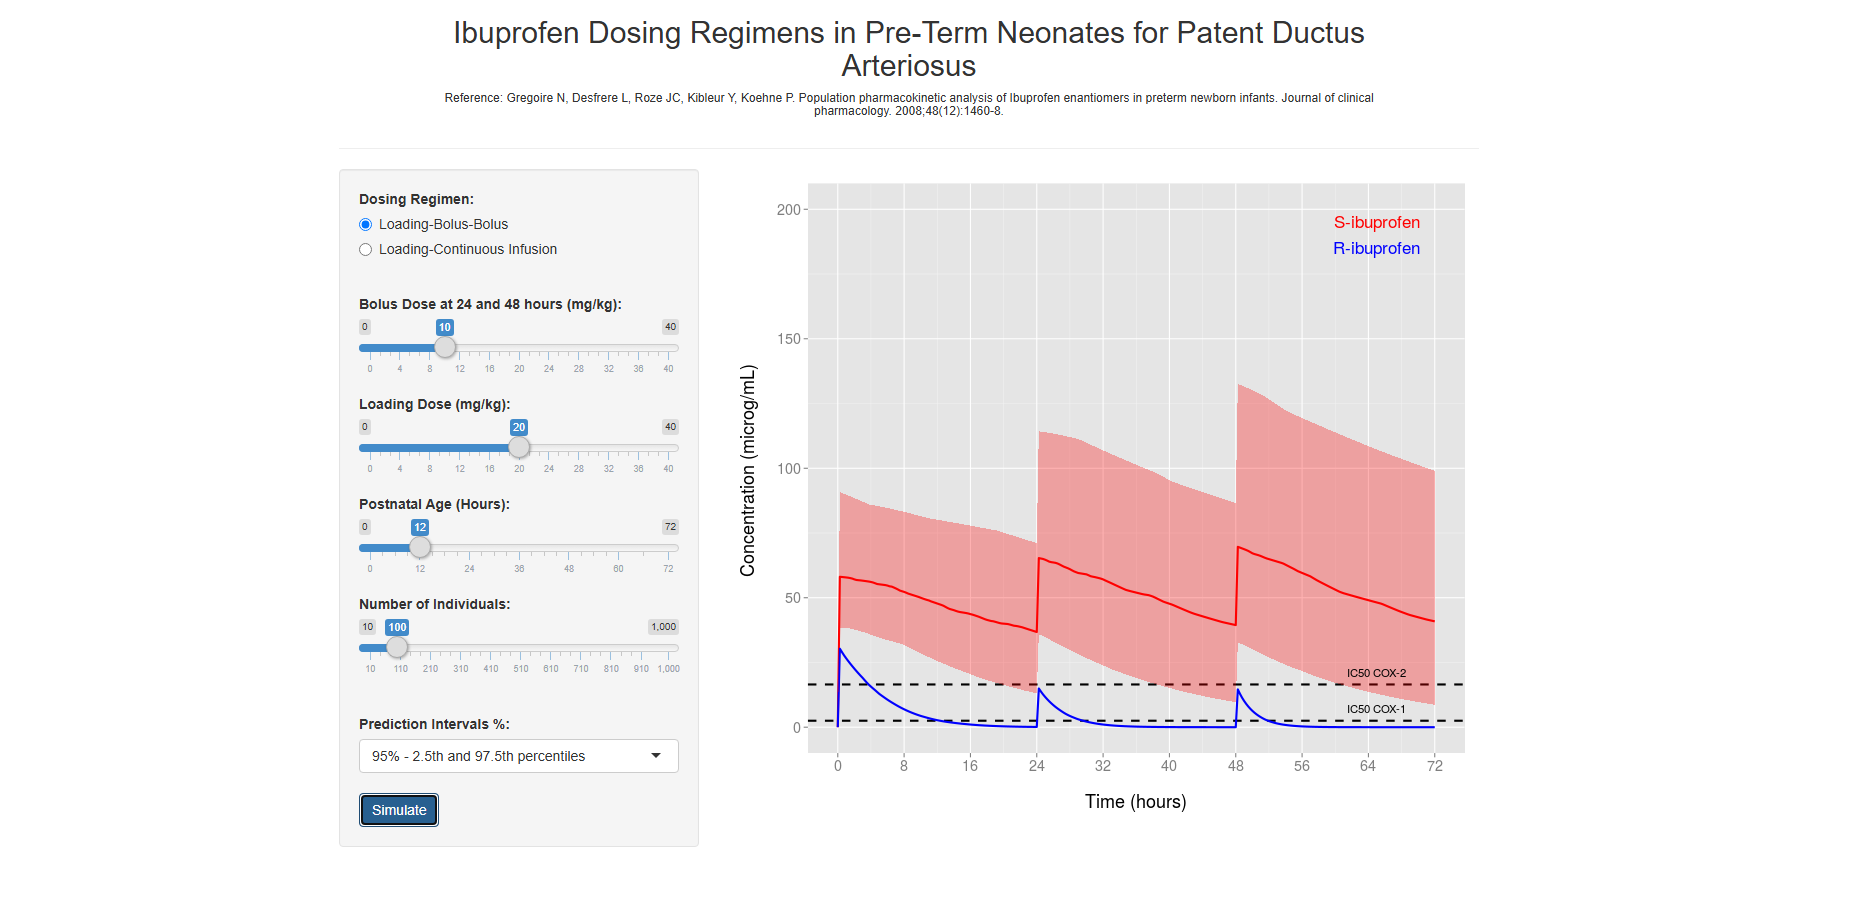 Ibuprofen Dosing Regimens in Pre-Term Neonates for Patent Ductus
Arteriosus
Reference: Gregoire N, Desfrere L, Roze JC, Kibleur Y, Koehne P. Population pharmacokinetic analysis of Ibuprofen enantiomers in preterm newborn infants. Journal of clinical
pharmacology. 2008;48(12):1460-8.
Dosing Regimen:
Loading-Bolus-Bolus
Loading-Continuous Infusion
Bolus Dose at 24 and 48 hours (mg/kg):
0 10 40
0 4 8 12 16 20 24 28 32 36 40
Loading Dose (mg/kg):
0 20 40
0 4 8 12 16 20 24 28 32 36 40
Postnatal Age (Hours):
0 12 72
0 12 24 36 48 60 72
Number of Individuals:
10 100 1,000
10 110 210 310 410 510 610 710 810 910 1,000
Prediction Intervals %:
95% - 2.5th and 97.5th percentiles
Simulate
Concentration (microg/mL)
200
150
100
50
0
S-ibuprofen
R-ibuprofen
IC50 COX-2
IC50 COX-1
0 8 16 24 32 40 48 56 64 72
Time (hours)